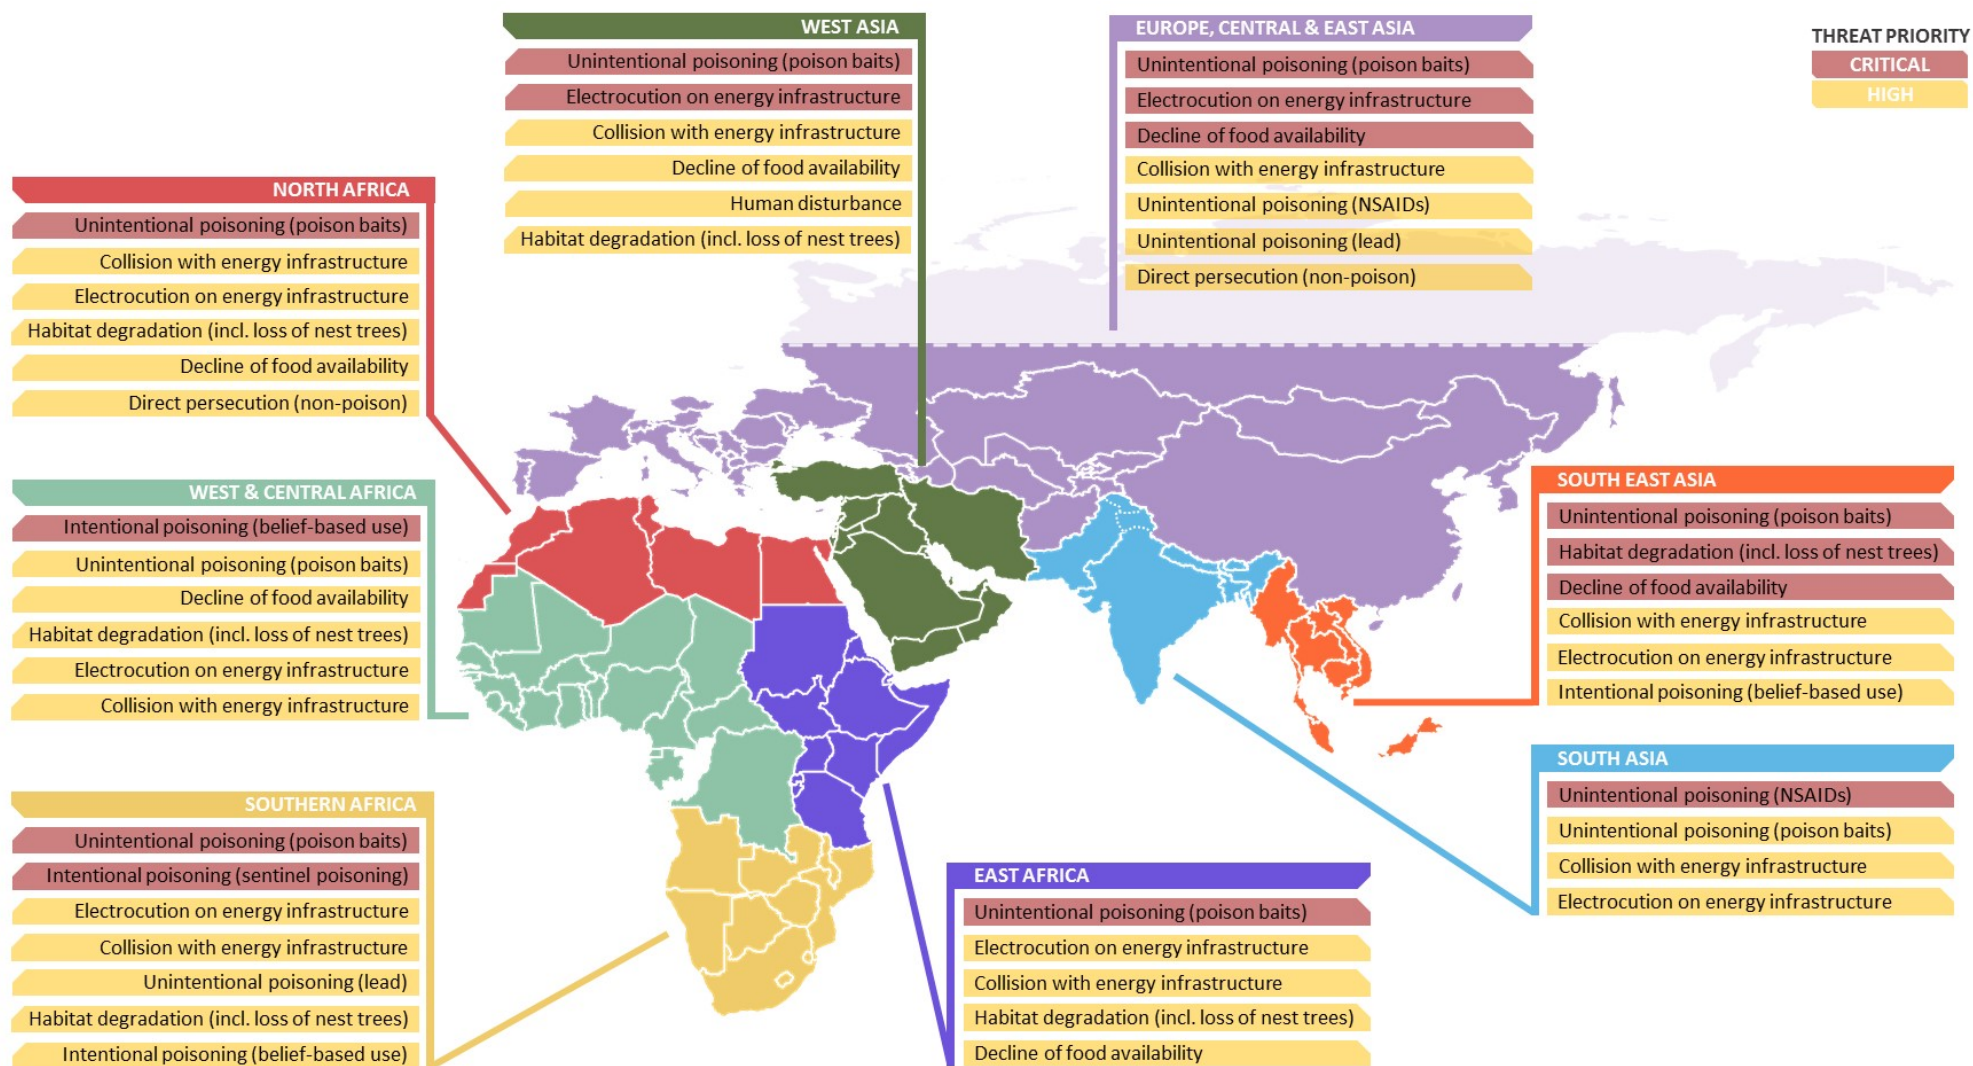 WEST ASIA
Unintentional poisoning (poison baits)
Electrocution on energy infrastructure
Collision with energy infrastructure
Decline of food availability
Human disturbance
Habitat degradation (incl. loss of nest trees)
EUROPE, CENTRAL & EAST ASIA
Unintentional poisoning (poison baits)
Electrocution on energy infrastructure
Decline of food availability
Collision with energy infrastructure
Unintentional poisoning (NSAIDs)
Unintentional poisoning (lead)
Direct persecution (non-poison)
THREAT PRIORITY
CRITICAL
HIGH
NORTH AFRICA
Unintentional poisoning (poison baits)
Collision with energy infrastructure
Electrocution on energy infrastructure
Habitat degradation (incl. loss of nest trees)
Decline of food availability
Direct persecution (non-poison)
WEST & CENTRAL AFRICA
Intentional poisoning (belief-based use)
Unintentional poisoning (poison baits)
Decline of food availability
Habitat degradation (incl. loss of nest trees)
Electrocution on energy infrastructure
Collision with energy infrastructure
SOUTHERN AFRICA
Unintentional poisoning (poison baits)
Intentional poisoning (sentinel poisoning)
Electrocution on energy infrastructure
Collision with energy infrastructure
Unintentional poisoning (lead)
Habitat degradation (incl. loss of nest trees)
Intentional poisoning (belief-based use)
EAST AFRICA
Unintentional poisoning (poison baits)
Electrocution on energy infrastructure
Collision with energy infrastructure
Habitat degradation (incl. loss of nest trees)
Decline of food availability
SOUTH EAST ASIA
Unintentional poisoning (poison baits)
Habitat degradation (incl. loss of nest trees)
Decline of food availability
Collision with energy infrastructure
Electrocution on energy infrastructure
Intentional poisoning (belief-based use)
SOUTH ASIA
Unintentional poisoning (NSAIDs)
Unintentional poisoning (poison baits)
Collision with energy infrastructure
Electrocution on energy infrastructure